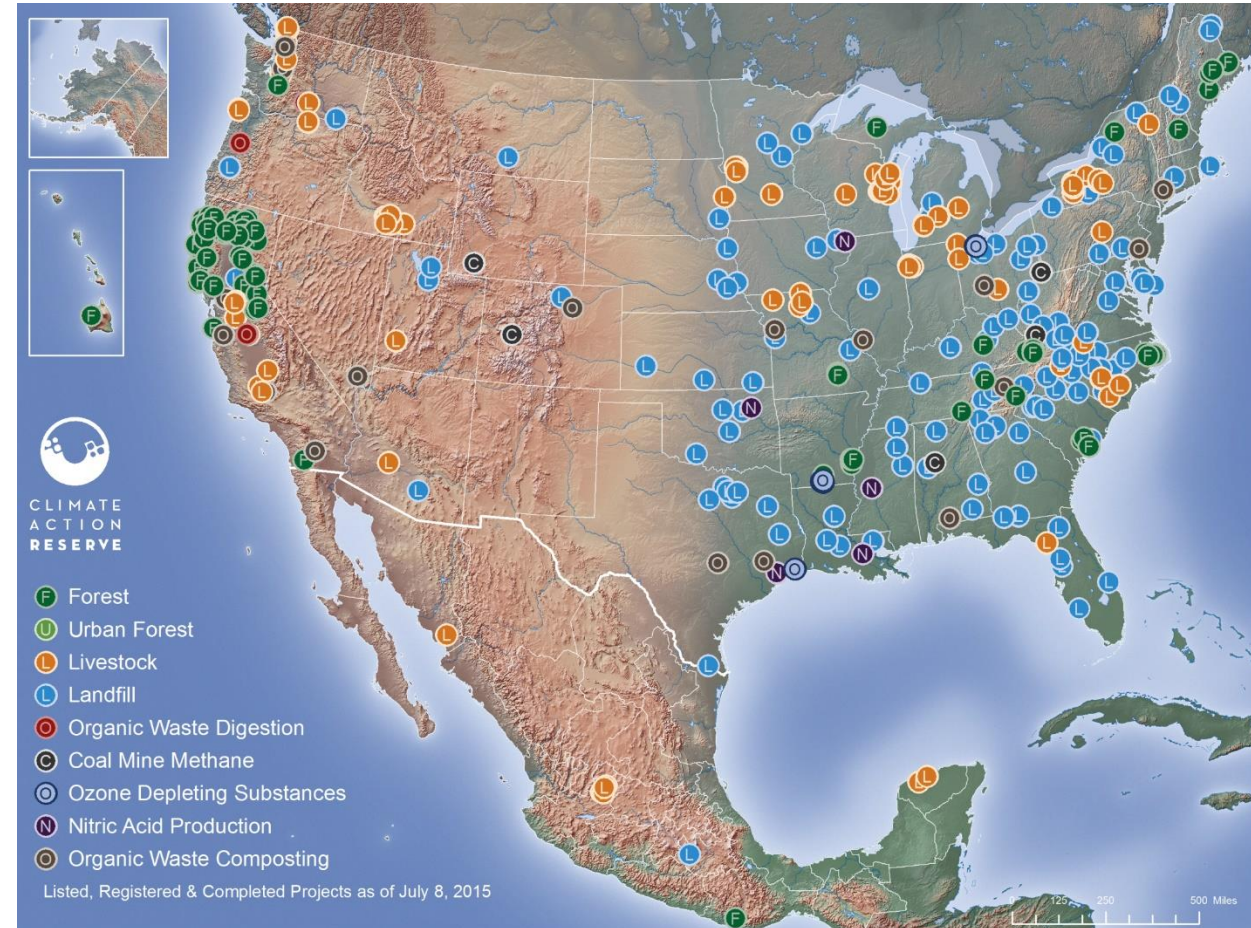 CLIMATE
ACTION
RESERVE
F Forest
U Urban Forest
L Livestock
L Landfill
O Organic Waste Digestion
C Coal Mine Methane
O Ozone Depleting Substances
N Nitric Acid Production
O Organic Waste Composting
Listed, Registered & Completed Projects as of July 8, 2015
0 125 250 500 Miles